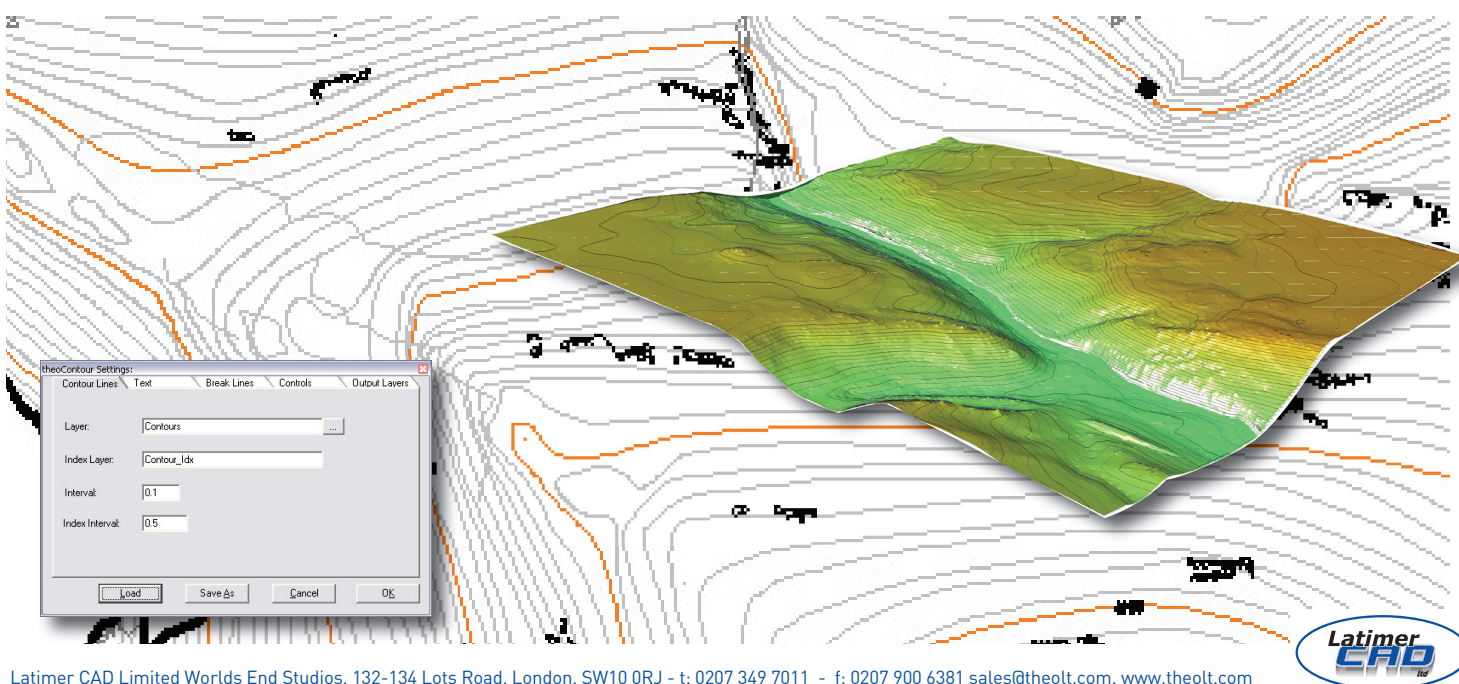 theoContour Settings:
Contour Lines Text Break Lines Controls Output Layers
Layer: Contours ...
Index Layer: Contour_Idx
Interval: 0.1
Index Interval: 0.5
Load Save As Cancel OK
Latimer
CAD
ltd
Latimer CAD Limited Worlds End Studios, 132-134 Lots Road, London, SW10 0RJ - t: 0207 349 7011 - f: 0207 900 6381 sales@theolt.com, www.theolt.com